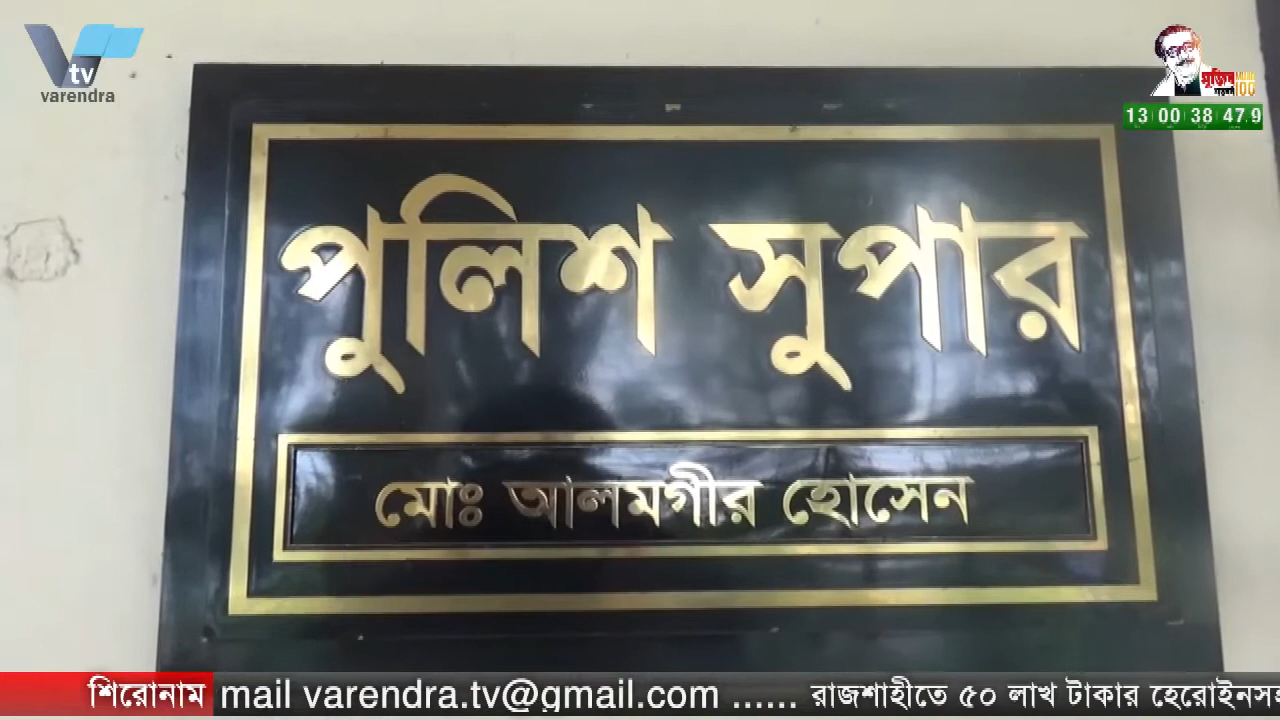 tv
varendra
13 00 38 47.9
পুলিশ সুপার
মোঃ আলমগীর হোসেন
শিরোনাম mail varendra.tv@gmail.com ...... রাজশাহীতে ৫০ লাখ টাকার হেরোইনসহ